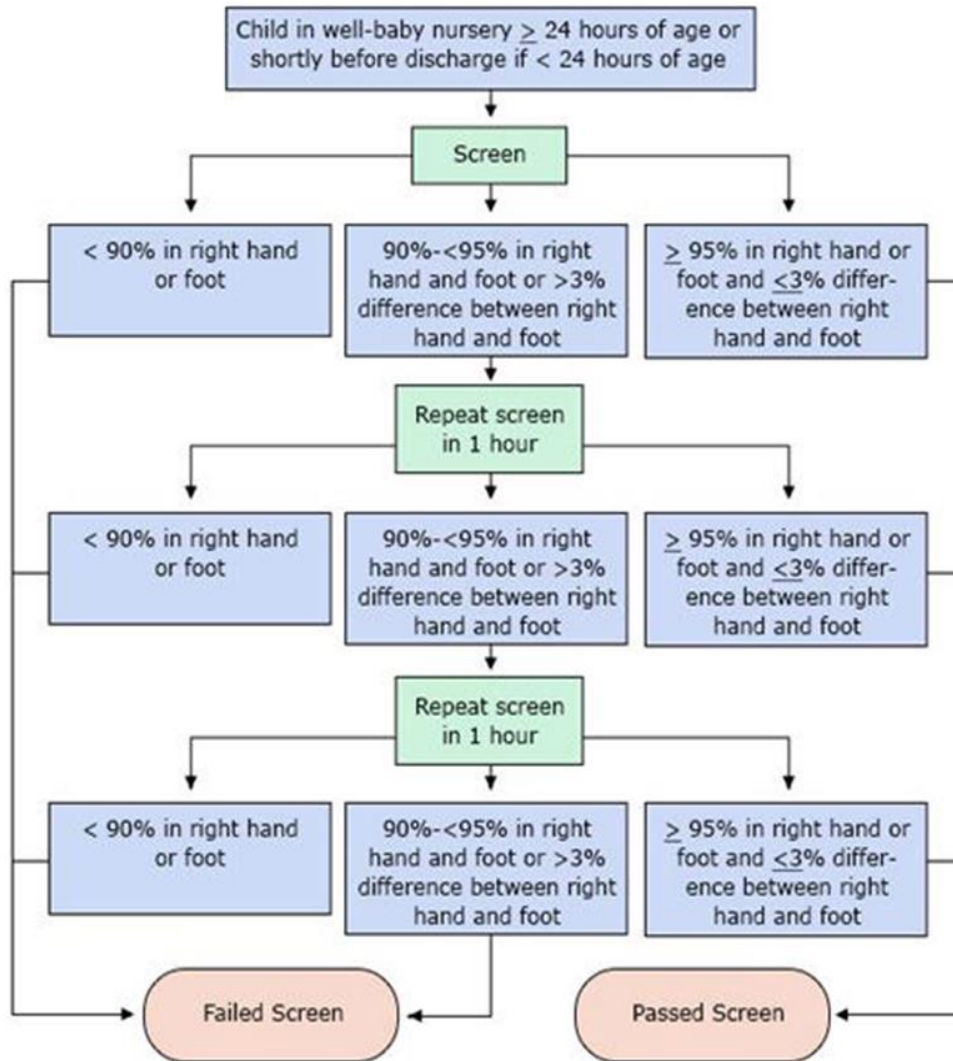 Child in well-baby nursery ≥ 24 hours of age or
shortly before discharge if < 24 hours of age
Screen
< 90% in right hand
or foot
90%-<95% in right
hand and foot or >3%
difference between right
hand and foot
≥ 95% in right hand or
foot and ≤3% differ-
ence between right
hand and foot
Repeat screen
in 1 hour
< 90% in right hand
or foot
90%-<95% in right
hand and foot or >3%
difference between right
hand and foot
≥ 95% in right hand or
foot and ≤3% differ-
ence between right
hand and foot
Repeat screen
in 1 hour
< 90% in right hand
or foot
90%-<95% in right
hand and foot or >3%
difference between right
hand and foot
≥ 95% in right hand or
foot and ≤3% differ-
ence between right
hand and foot
Failed Screen
Passed Screen